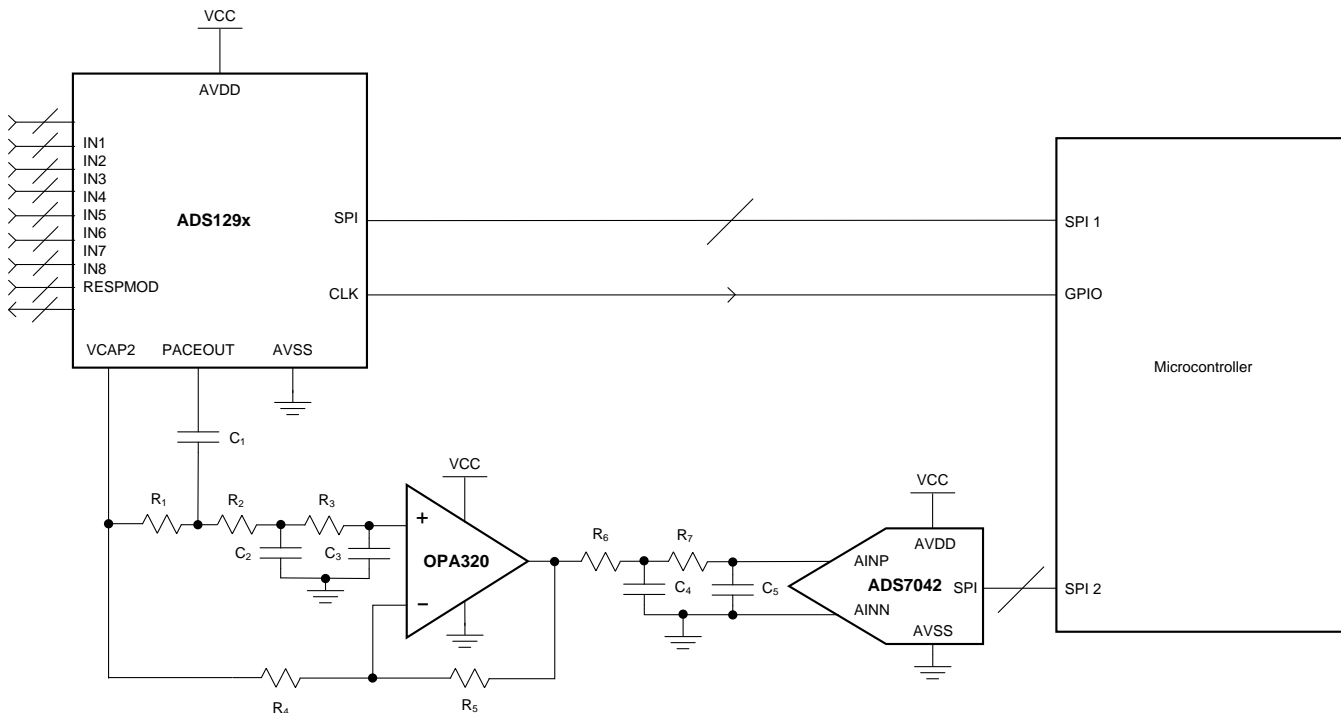 VCC
AVDD
IN1
IN2
IN3
IN4
IN5
IN6
IN7
IN8
RESPMOD
ADS129x
SPI
CLK
VCAP2
PACEOUT
AVSS
SPI 1
GPIO
Microcontroller
SPI 2
C1
R1
R2
R3
C2
C3
VCC
+
OPA320
−
R4
R5
R6
R7
C4
C5
VCC
AVDD
AINP
ADS7042
SPI
AINN
AVSS